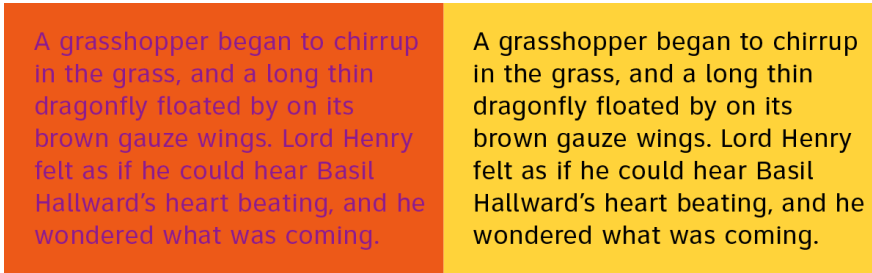 A grasshopper began to chirrup
in the grass, and a long thin
dragonfly floated by on its
brown gauze wings. Lord Henry
felt as if he could hear Basil
Hallward’s heart beating, and he
wondered what was coming.
A grasshopper began to chirrup
in the grass, and a long thin
dragonfly floated by on its
brown gauze wings. Lord Henry
felt as if he could hear Basil
Hallward’s heart beating, and he
wondered what was coming.